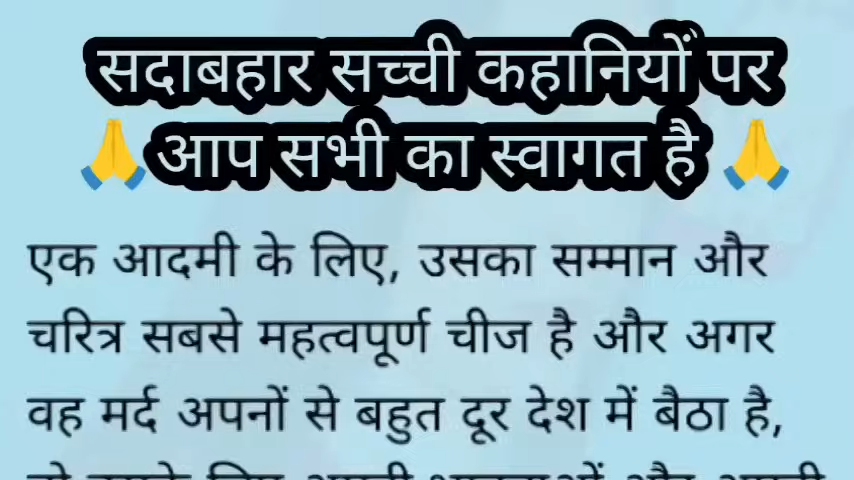 सदाबहार सच्ची कहानियों पर
🙏आप सभी का स्वागत है 🙏
एक आदमी के लिए, उसका सम्मान और
चरित्र सबसे महत्वपूर्ण चीज है और अगर
वह मर्द अपनों से बहुत दूर देश में बैठा है,